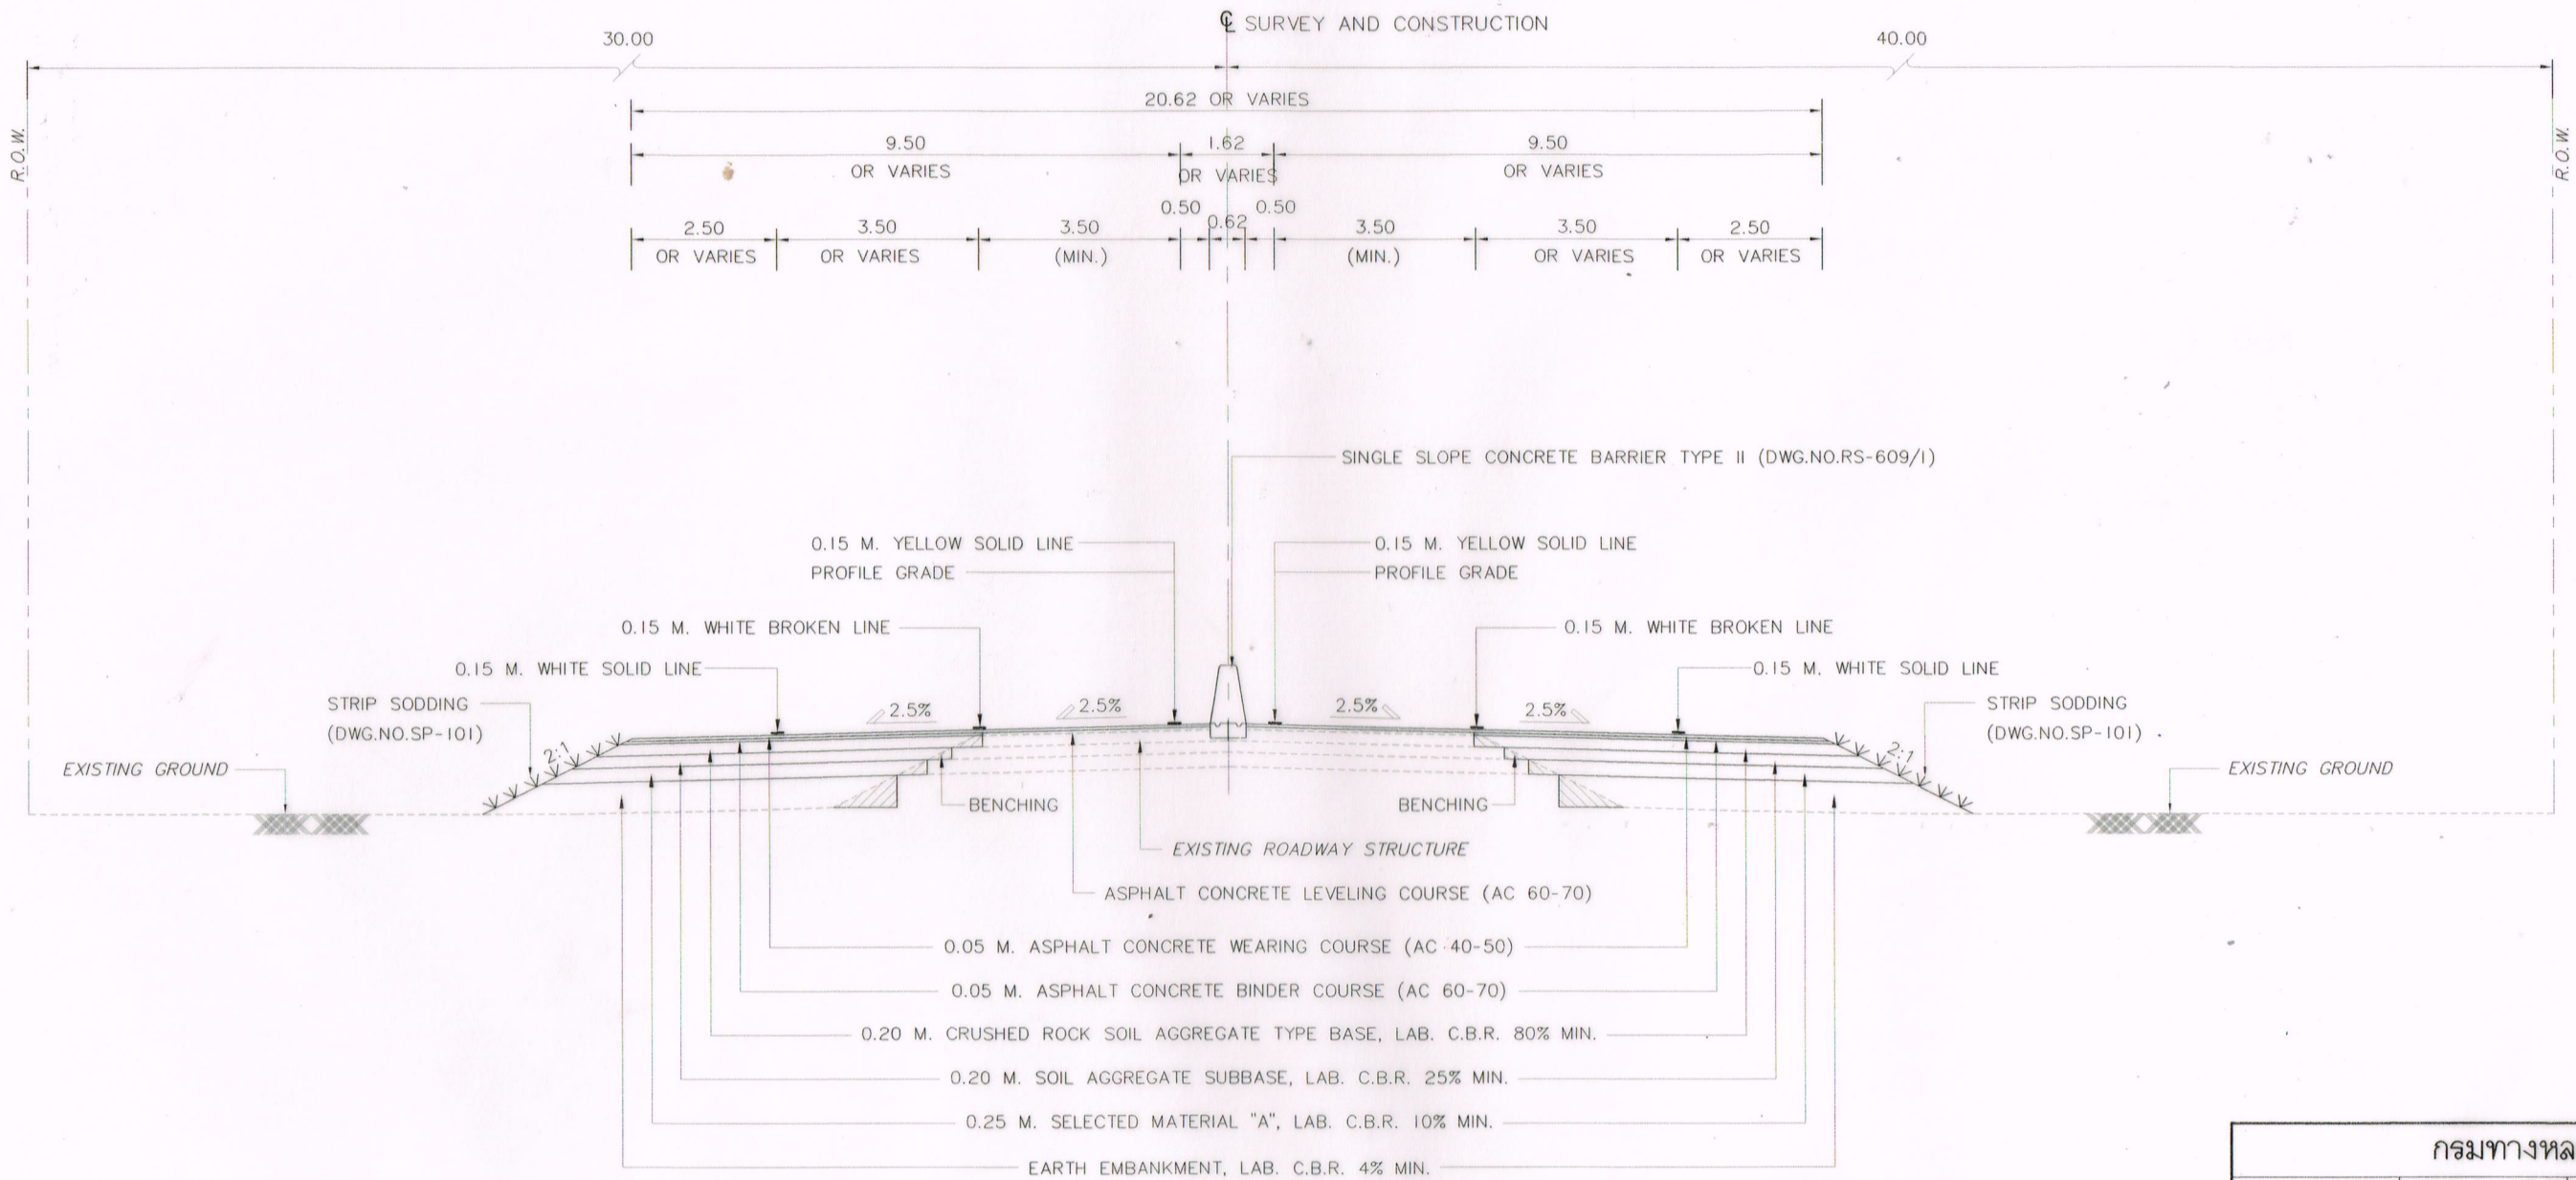 ℄ SURVEY AND CONSTRUCTION
30.00
40.00
R.O.W.
R.O.W.
20.62 OR VARIES
9.50
OR VARIES
1.62
OR VARIES
9.50
OR VARIES
2.50
OR VARIES
3.50
OR VARIES
3.50
(MIN.)
0.50
0.62
0.50
3.50
(MIN.)
3.50
OR VARIES
2.50
OR VARIES
SINGLE SLOPE CONCRETE BARRIER TYPE II (DWG.NO.RS-609/1)
0.15 M. YELLOW SOLID LINE
PROFILE GRADE
0.15 M. YELLOW SOLID LINE
PROFILE GRADE
0.15 M. WHITE BROKEN LINE
0.15 M. WHITE BROKEN LINE
0.15 M. WHITE SOLID LINE
0.15 M. WHITE SOLID LINE
STRIP SODDING
(DWG.NO.SP-101)
2.5%
2.5%
2.5%
2.5%
STRIP SODDING
(DWG.NO.SP-101)
2:1
2:1
EXISTING GROUND
EXISTING GROUND
BENCHING
BENCHING
EXISTING ROADWAY STRUCTURE
ASPHALT CONCRETE LEVELING COURSE (AC 60-70)
0.05 M. ASPHALT CONCRETE WEARING COURSE (AC 40-50)
0.05 M. ASPHALT CONCRETE BINDER COURSE (AC 60-70)
0.20 M. CRUSHED ROCK SOIL AGGREGATE TYPE BASE, LAB. C.B.R. 80% MIN.
0.20 M. SOIL AGGREGATE SUBBASE, LAB. C.B.R. 25% MIN.
0.25 M. SELECTED MATERIAL "A", LAB. C.B.R. 10% MIN.
EARTH EMBANKMENT, LAB. C.B.R. 4% MIN.
กรมทางหล